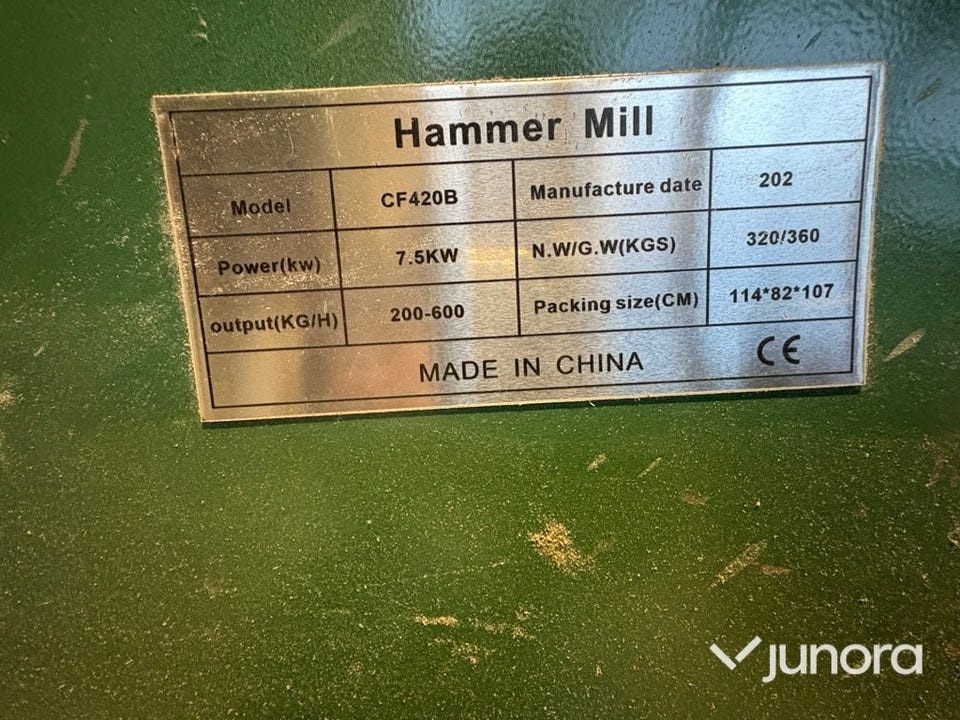 Hammer Mill
Model CF420B Manufacture date 202
Power(kw) 7.5KW N.W/G.W(KGS) 320/360
output(KG/H) 200-600 Packing size(CM) 114*82*107
MADE IN CHINA CE
junora